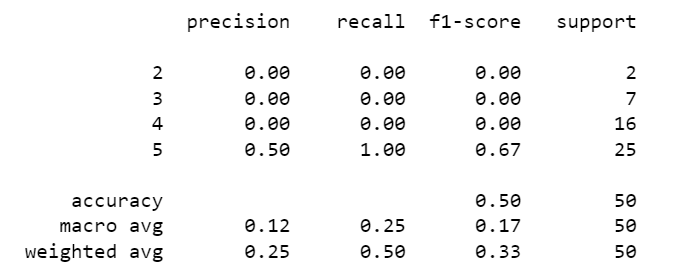 precision recall f1-score support
2 0.00 0.00 0.00 2
3 0.00 0.00 0.00 7
4 0.00 0.00 0.00 16
5 0.50 1.00 0.67 25
accuracy 0.50 50
macro avg 0.12 0.25 0.17 50
weighted avg 0.25 0.50 0.33 50